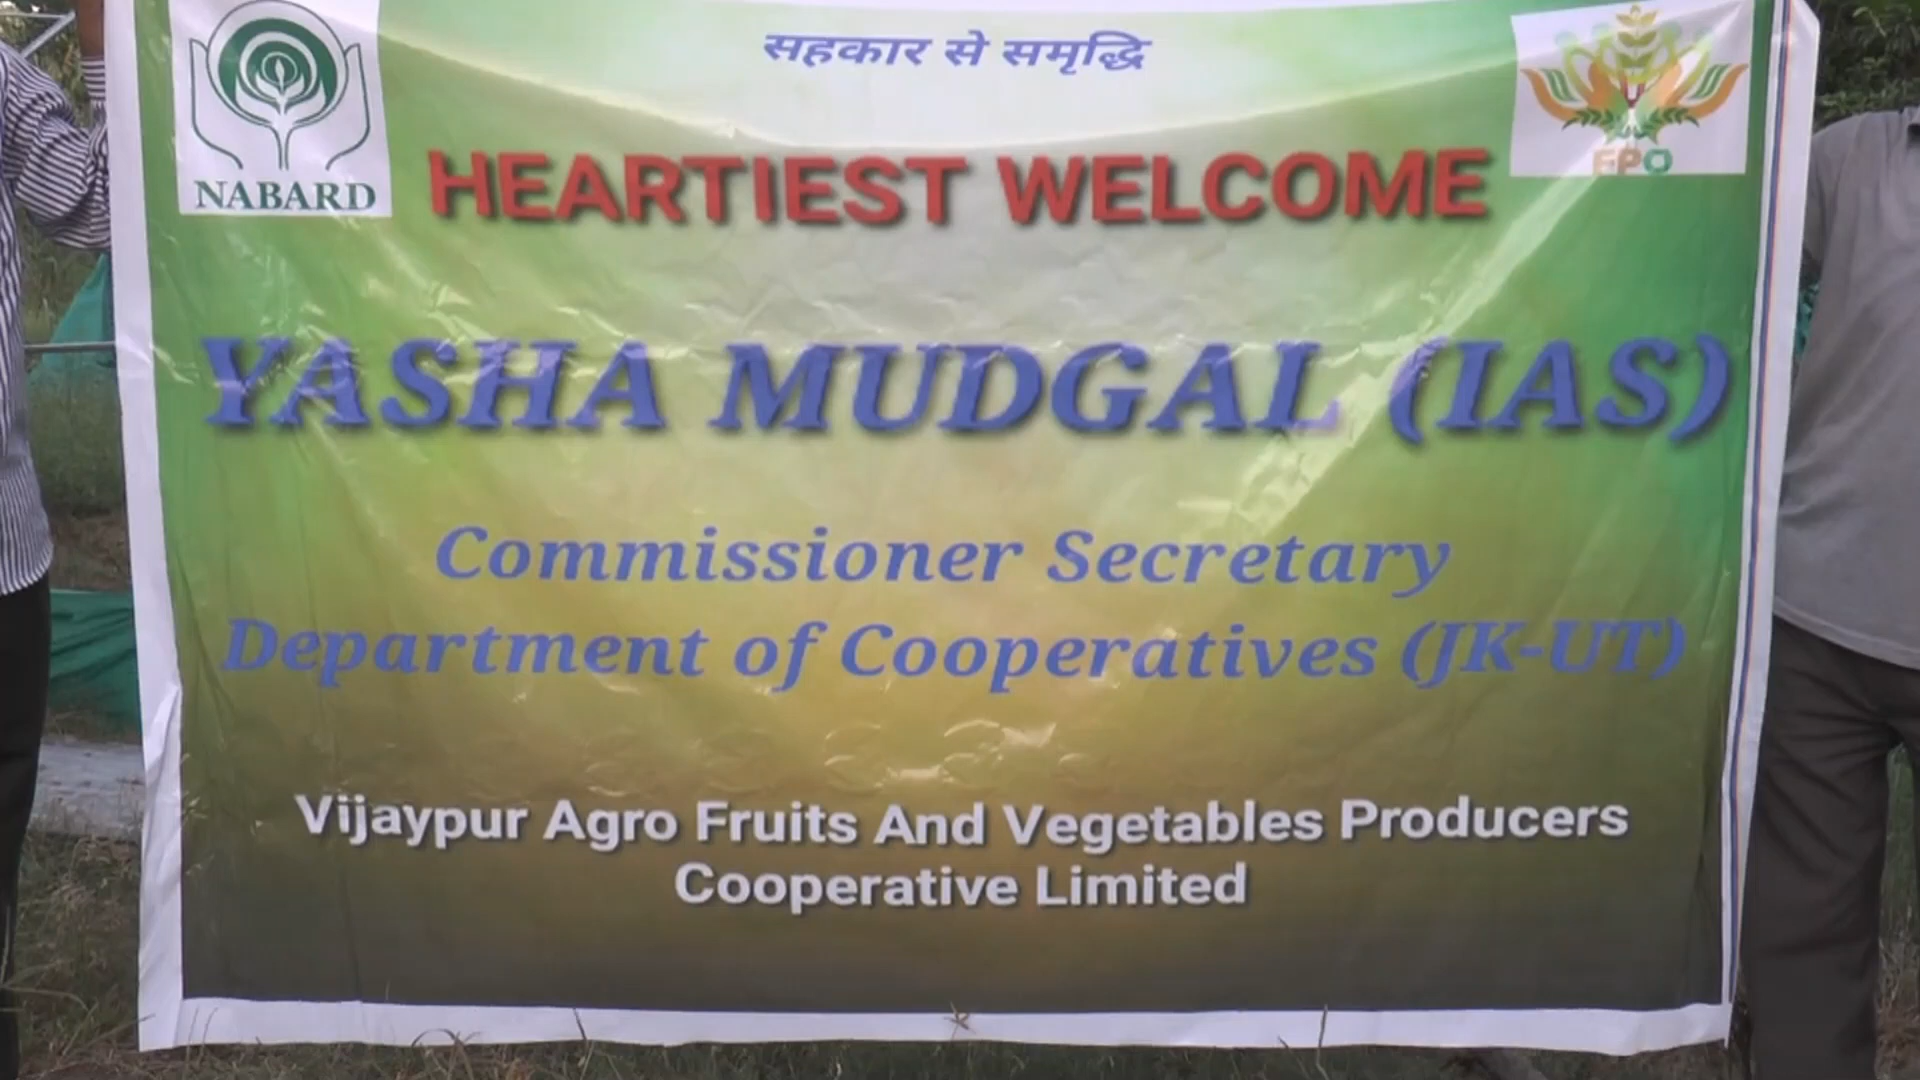 सहकार से समृद्धि
NABARD
FPO
HEARTIEST WELCOME
YASHA MUDGAL (IAS)
Commissioner Secretary
Department of Cooperatives (JK-UT)
Vijaypur Agro Fruits And Vegetables Producers
Cooperative Limited